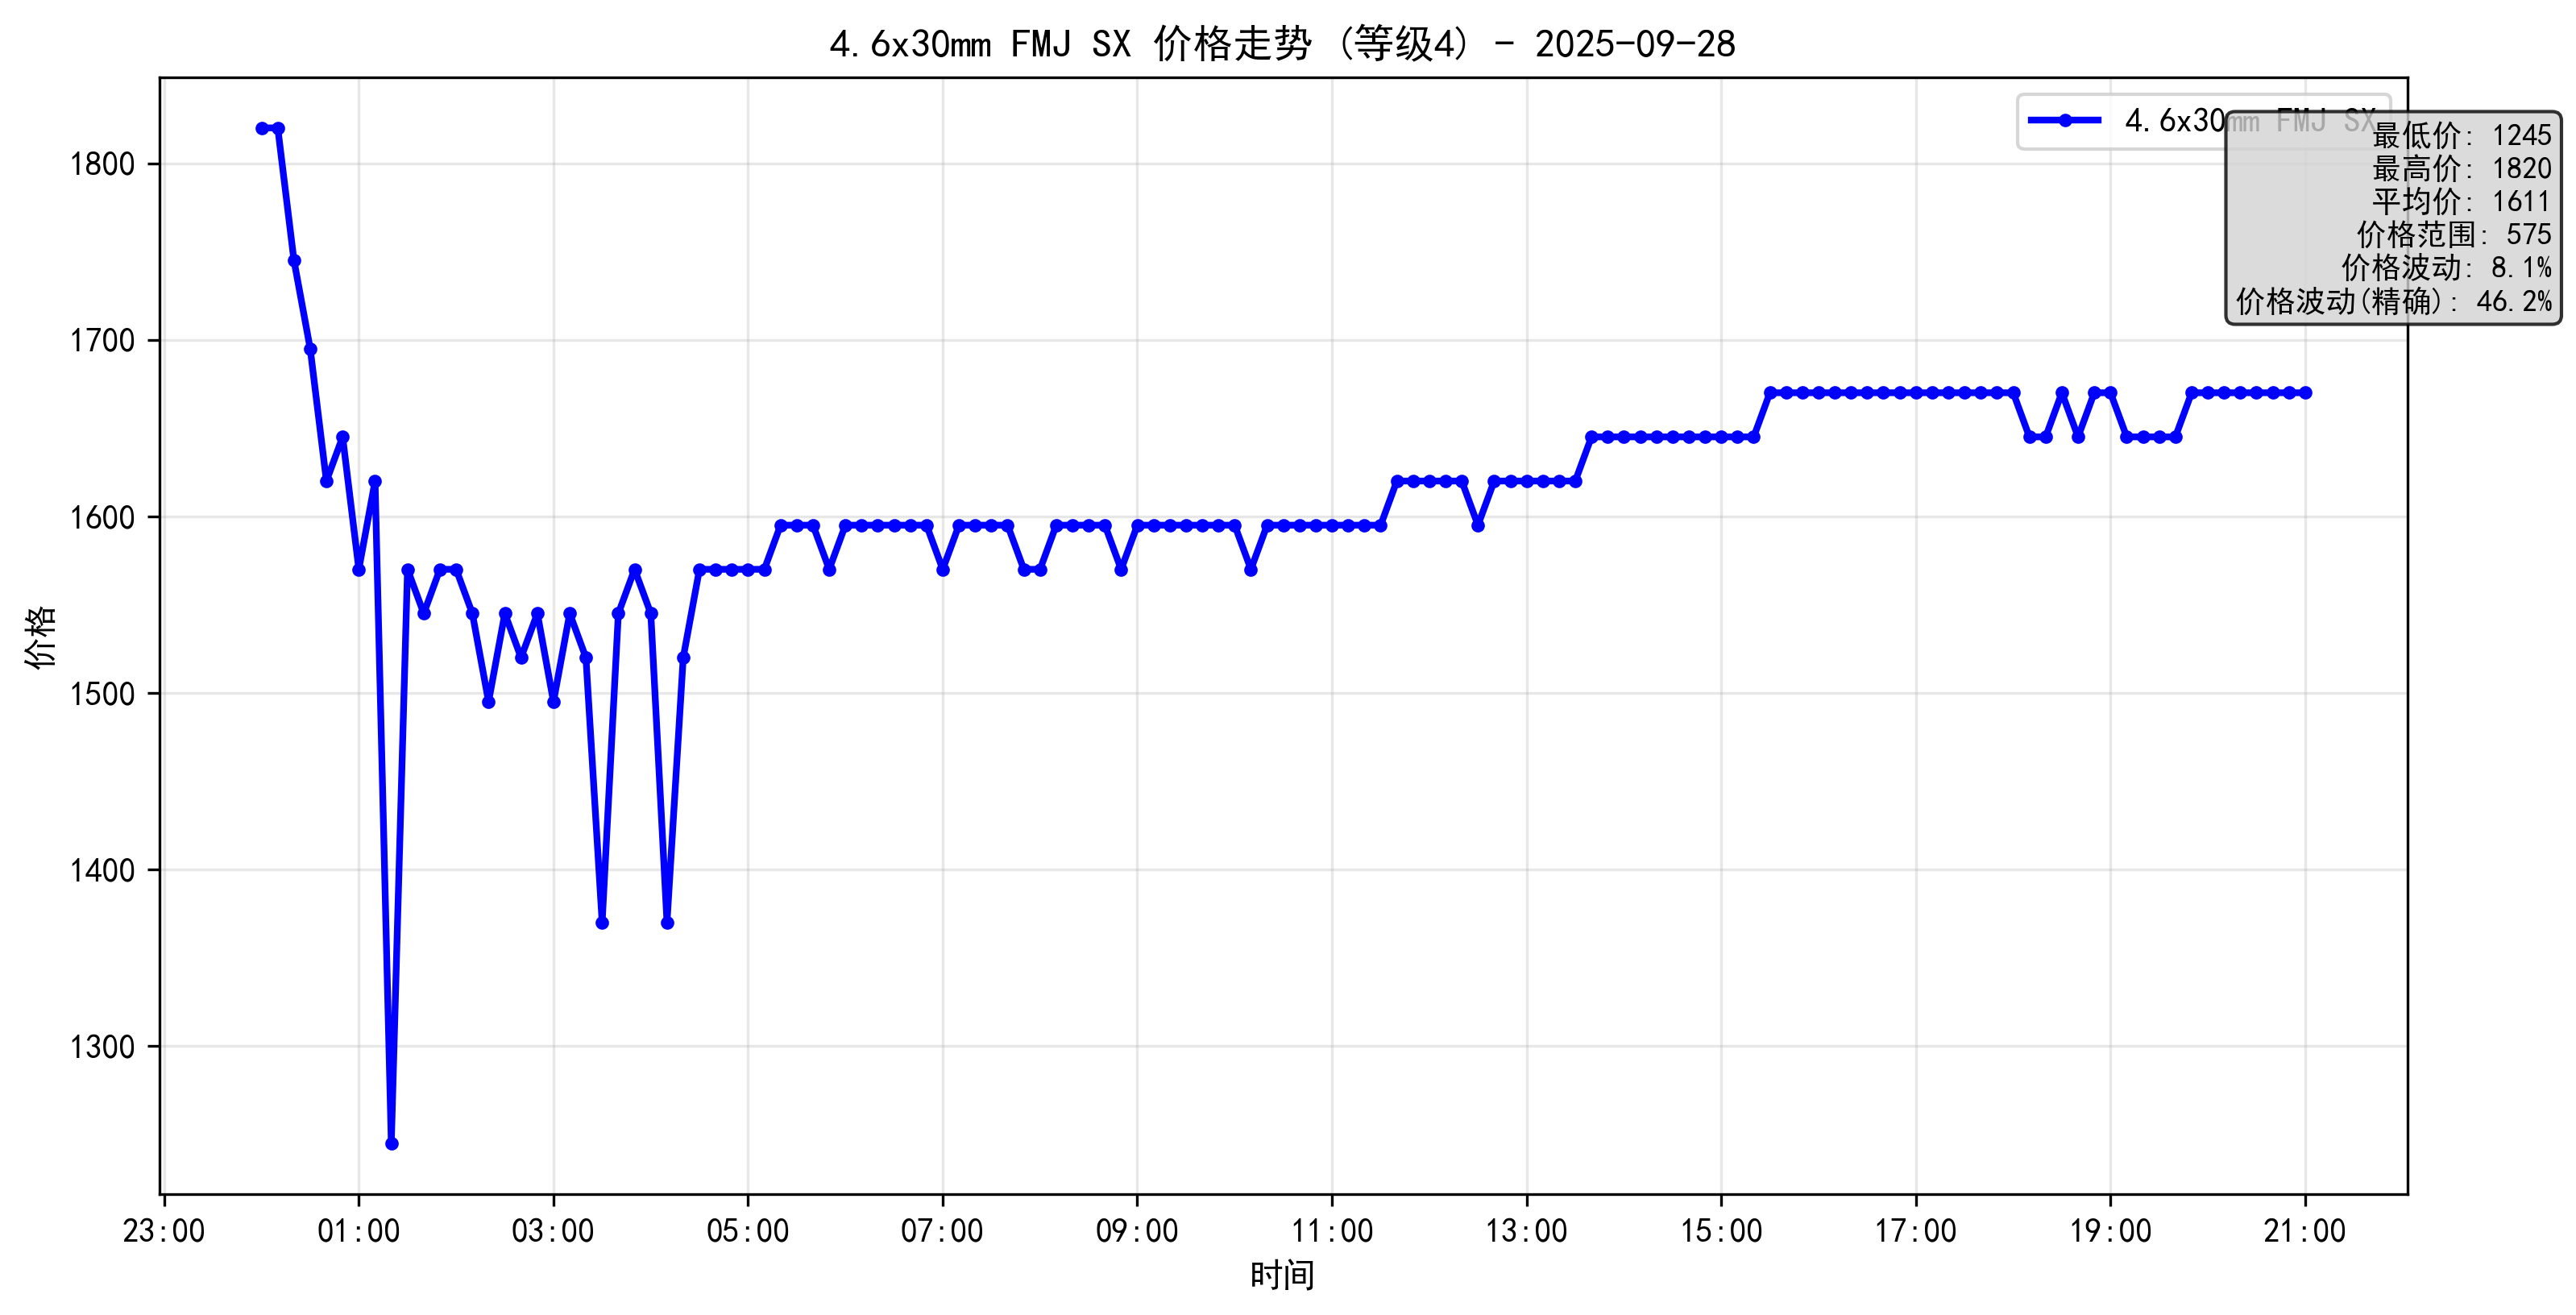 4.6x30mm FMJ SX 价格走势 (等级4) - 2025-09-28
4.6x30mm FMJ SX
最低价: 1245
最高价: 1820
平均价: 1611
价格范围: 575
价格波动: 8.1%
价格波动(精确): 46.2%
1800
1700
1600
1500
1400
1300
价格
23:00 01:00 03:00 05:00 07:00 09:00 11:00 13:00 15:00 17:00 19:00 21:00
时间